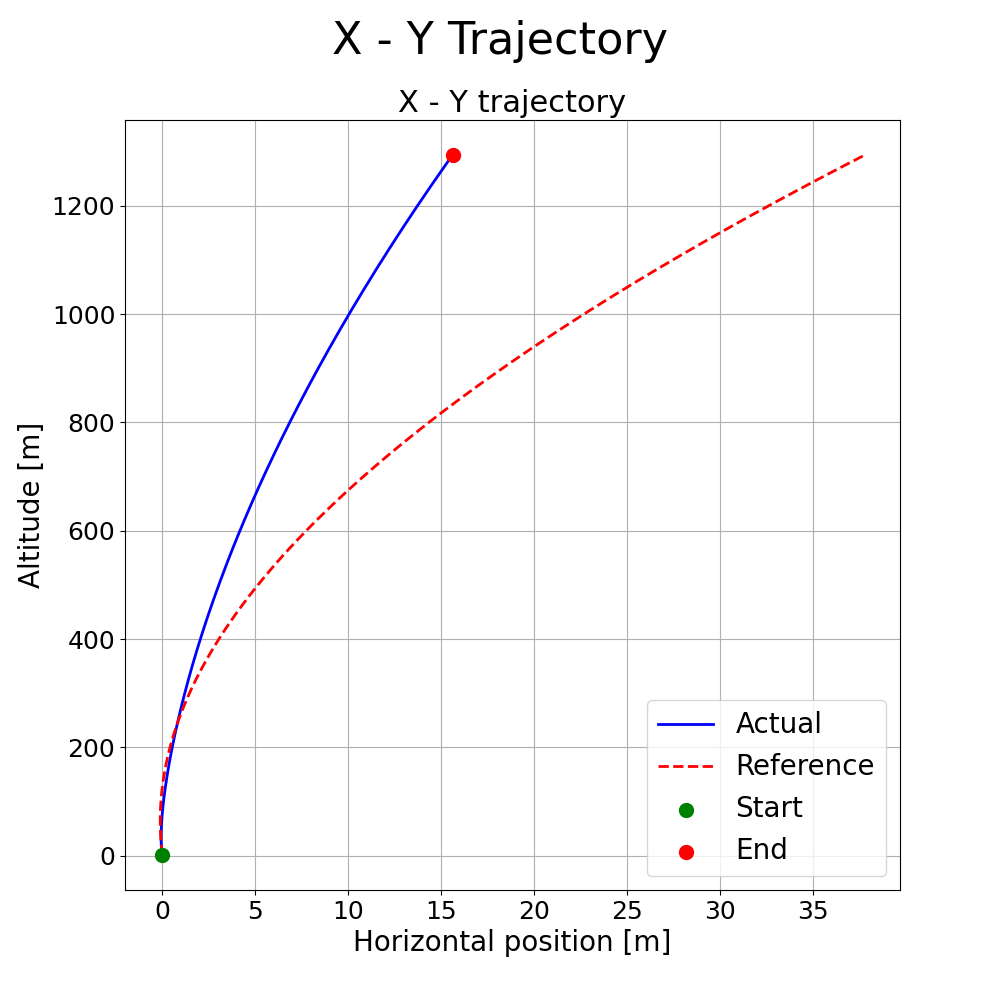 X - Y Trajectory
X - Y trajectory
Altitude [m]
1200
1000
800
600
400
200
0
0 5 10 15 20 25 30 35
Horizontal position [m]
Actual
Reference
Start
End